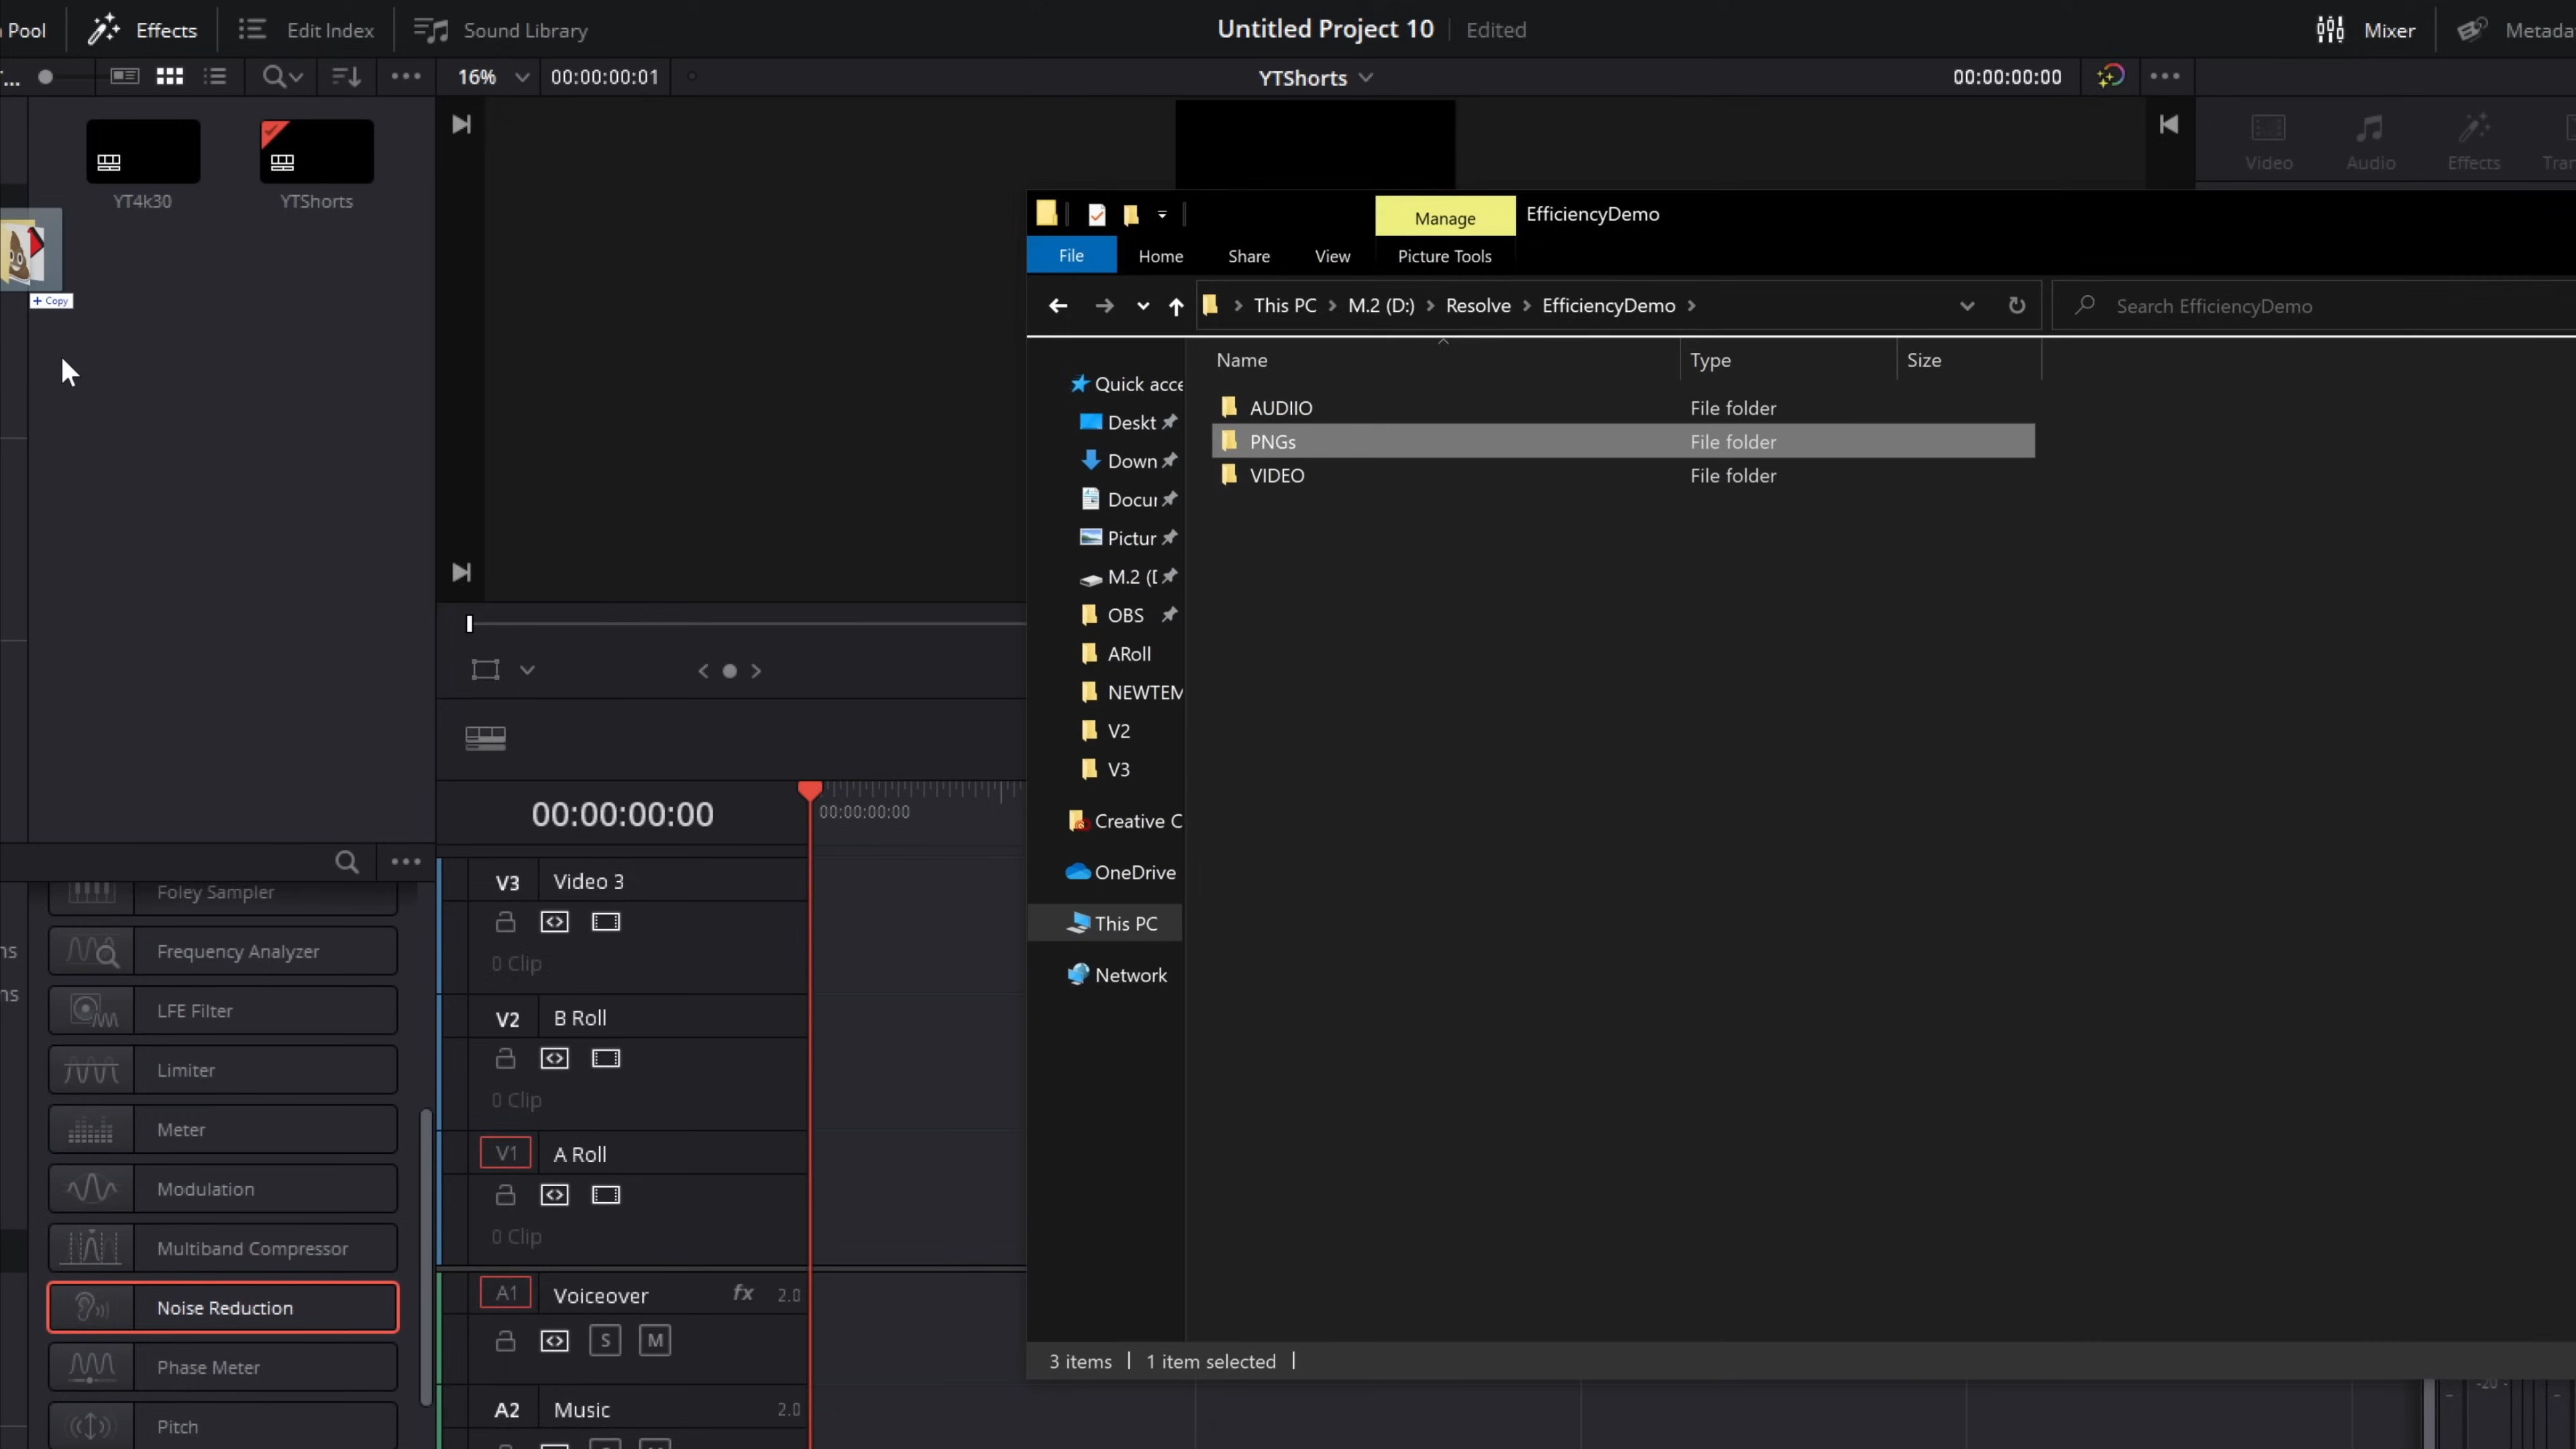 Pool
Effects
Edit Index
Sound Library
Untitled Project 10
Edited
Mixer
...
16%
00:00:00:01
YTShorts
00:00:00:00
YT4k30
YTShorts
Copy
Video
Audio
Effects
Manage
EfficiencyDemo
File
Home
Share
View
Picture Tools
This PC
M.2 (D:)
Resolve
EfficiencyDemo
Search EfficiencyDemo
Name
Type
Size
AUDIIO
File folder
PNGs
File folder
VIDEO
File folder
Quick acce
Deskt
Down
Docur
Pictur
M.2 (D
OBS
ARoll
NEWTEM
V2
V3
Creative C
OneDrive
This PC
Network
3 items
1 item selected
00:00:00:00
00:00:00:00
V3
Video 3
0 Clip
V2
B Roll
0 Clip
V1
A Roll
0 Clip
A1
Voiceover
fx
2.0
S
M
A2
Music
2.0
Foley Sampler
Frequency Analyzer
LFE Filter
Limiter
Meter
Modulation
Multiband Compressor
Noise Reduction
Phase Meter
Pitch
ns
ns
-20